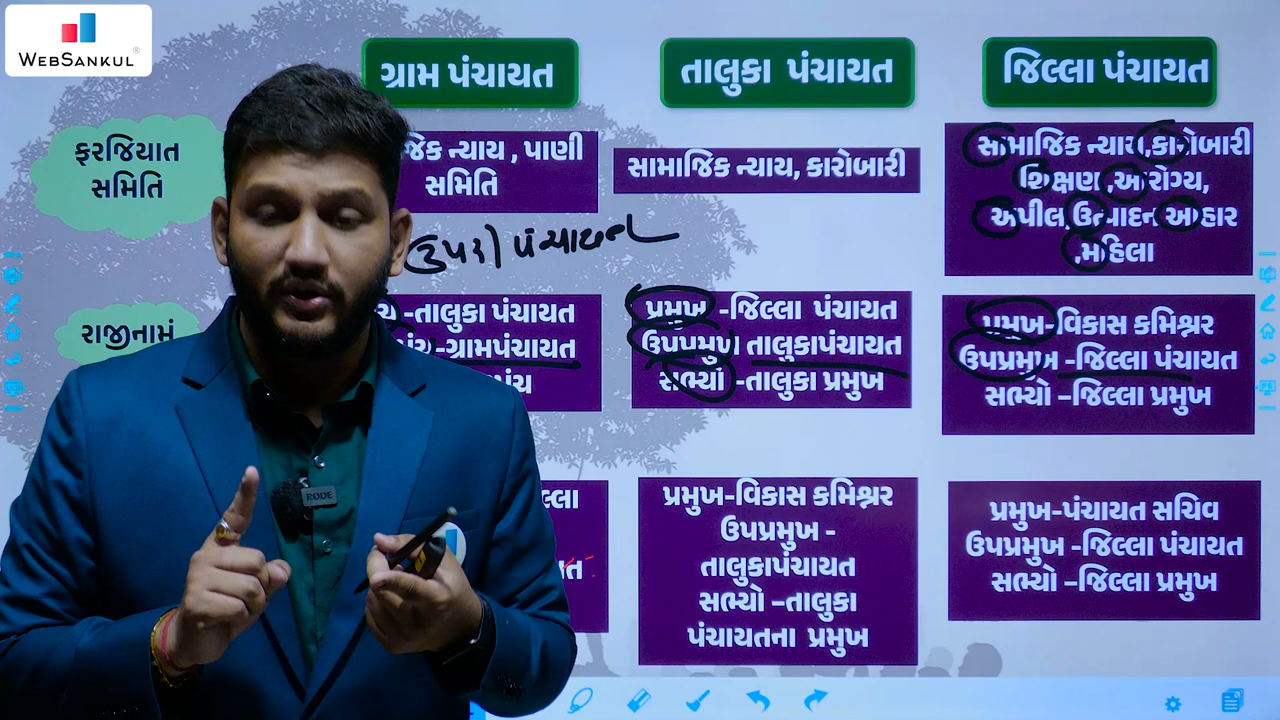 WEBSANKUL®
ગ્રામ પંચાયત
તાલુકા પંચાયત
જિલ્લા પંચાયત
ફરજિયાત
સમિતિ
ન્યાય , પાણી
સમિતિ
સામાજિક ન્યાય, કારોબારી
સામાજિક ન્યાય,કારોબારી
શિક્ષણ ,આરોગ્ય,
અપીલ,ઉત્પાદન આહાર
,મહિલા
પંચાયત
રાજીનામં
-તાલુકા પંચાયત
-ગ્રામપંચાયત
પ્રમુખ -જિલ્લા પંચાયત
ઉપપ્રમુખ તાલુકાપંચાયત
સભ્યો -તાલુકા પ્રમુખ
પ્રમુખ-વિકાસ કમિશ્નર
ઉપપ્રમુખ -જિલ્લા પંચાયત
સભ્યો –જિલ્લા પ્રમુખ
પ્રમુખ-વિકાસ કમિશ્નર
ઉપપ્રમુખ -
તાલુકાપંચાયત
સભ્યો –તાલુકા
પંચાયતના પ્રમુખ
પ્રમુખ-પંચાયત સચિવ
ઉપપ્રમુખ -જિલ્લા પંચાયત
સભ્યો –જિલ્લા પ્રમુખ
RØDE